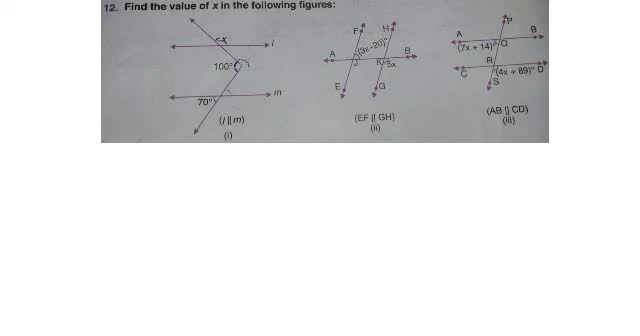 12. Find the value of x in the following figures:
x
l
100°
70°
m
(l || m)
(i)
F
H
A
(3x−20)°
B
J
K
5x
E
G
(EF || GH)
(ii)
P
A
B
(7x + 14)°
Q
R
C
(4x + 89)°
D
S
(AB || CD)
(iii)